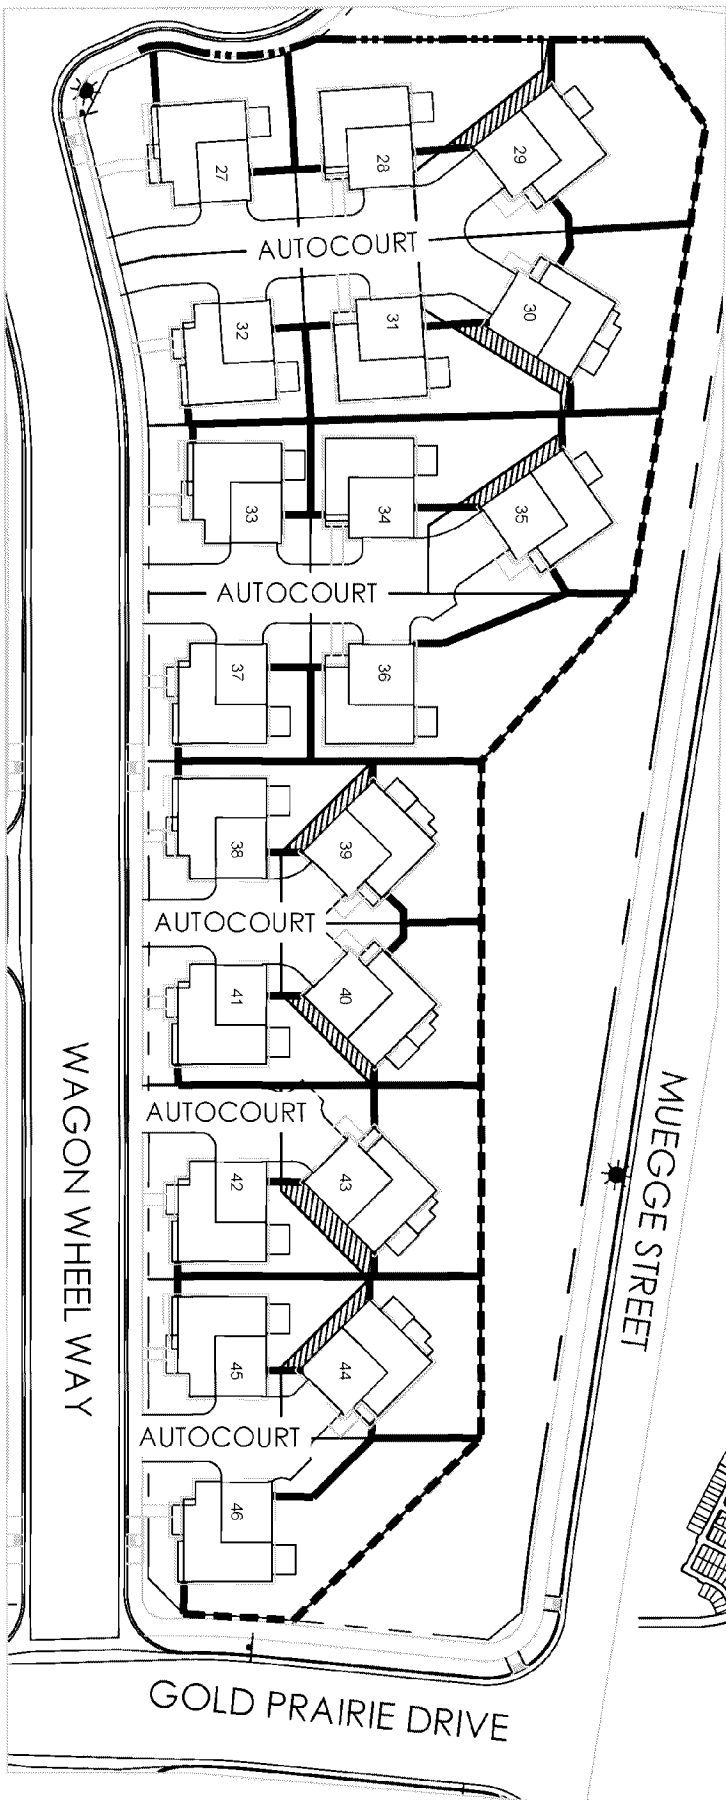 27
28
29
AUTOCOURT
30
31
32
33
34
35
AUTOCOURT
36
37
38
39
AUTOCOURT
40
41
AUTOCOURT
42
43
44
45
AUTOCOURT
46
WAGON WHEEL WAY
MUEGGE STREET
GOLD PRAIRIE DRIVE